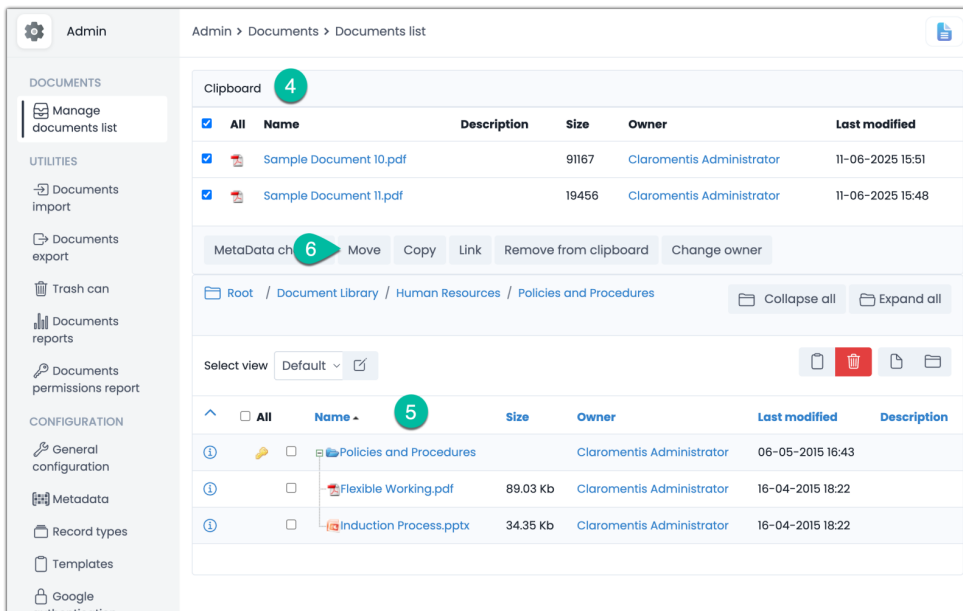 Admin
Admin > Documents > Documents list
DOCUMENTS
Manage
documents list
UTILITIES
Documents
import
Documents
export
Trash can
Documents
reports
Documents
permissions report
CONFIGURATION
General
configuration
Metadata
Record types
Templates
Google
Clipboard 4
All Name Description Size Owner Last modified
Sample Document 10.pdf 91167 Claromentis Administrator 11-06-2025 15:51
Sample Document 11.pdf 19456 Claromentis Administrator 11-06-2025 15:48
MetaData ch 6 Move Copy Link Remove from clipboard Change owner
Root / Document Library / Human Resources / Policies and Procedures Collapse all Expand all
Select view Default
All Name 5 Size Owner Last modified Description
Policies and Procedures Claromentis Administrator 06-05-2015 16:43
Flexible Working.pdf 89.03 Kb Claromentis Administrator 16-04-2015 18:22
Induction Process.pptx 34.35 Kb Claromentis Administrator 16-04-2015 18:22